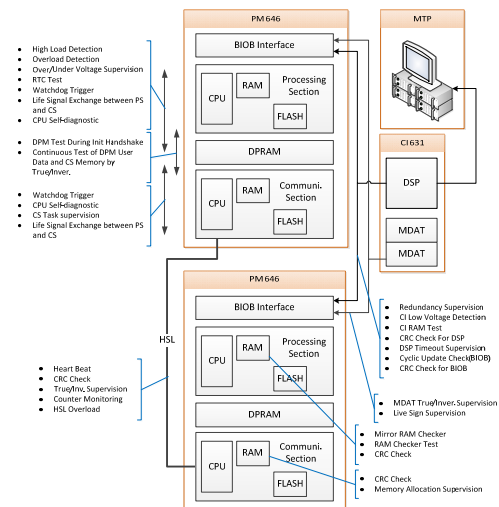 PM 646
BIOB Interface
Processing
Section
CPU
RAM
FLASH
DPRAM
Communi.
Section
CPU
RAM
FLASH
MTP
CI 631
DSP
MDAT
MDAT
High Load Detection
Overload Detection
Over/Under Voltage Supervision
RTC Test
Watchdog Trigger
Life Signal Exchange between PS
and CS
CPU Self-diagnostic
DPM Test During Init Handshake
Continuous Test of DPM User
Data and CS Memory by
True/Inver.
Watchdog Trigger
CPU Self-diagnostic
CS Task supervision
Life Signal Exchange between PS
and CS
HSL
PM 646
BIOB Interface
Processing
Section
CPU
RAM
FLASH
DPRAM
Communi.
Section
CPU
RAM
FLASH
Heart Beat
CRC Check
True/Inv. Supervision
Counter Monitoring
HSL Overload
Redundancy Supervision
CI Low Voltage Detection
CI RAM Test
CRC Check For DSP
DSP Timeout Supervision
Cyclic Update Check(BIOB)
CRC Check for BIOB
MDAT True/Inver. Supervision
Live Sign Supervision
Mirror RAM Checker
RAM Checker Test
CRC Check
CRC Check
Memory Allocation Supervision